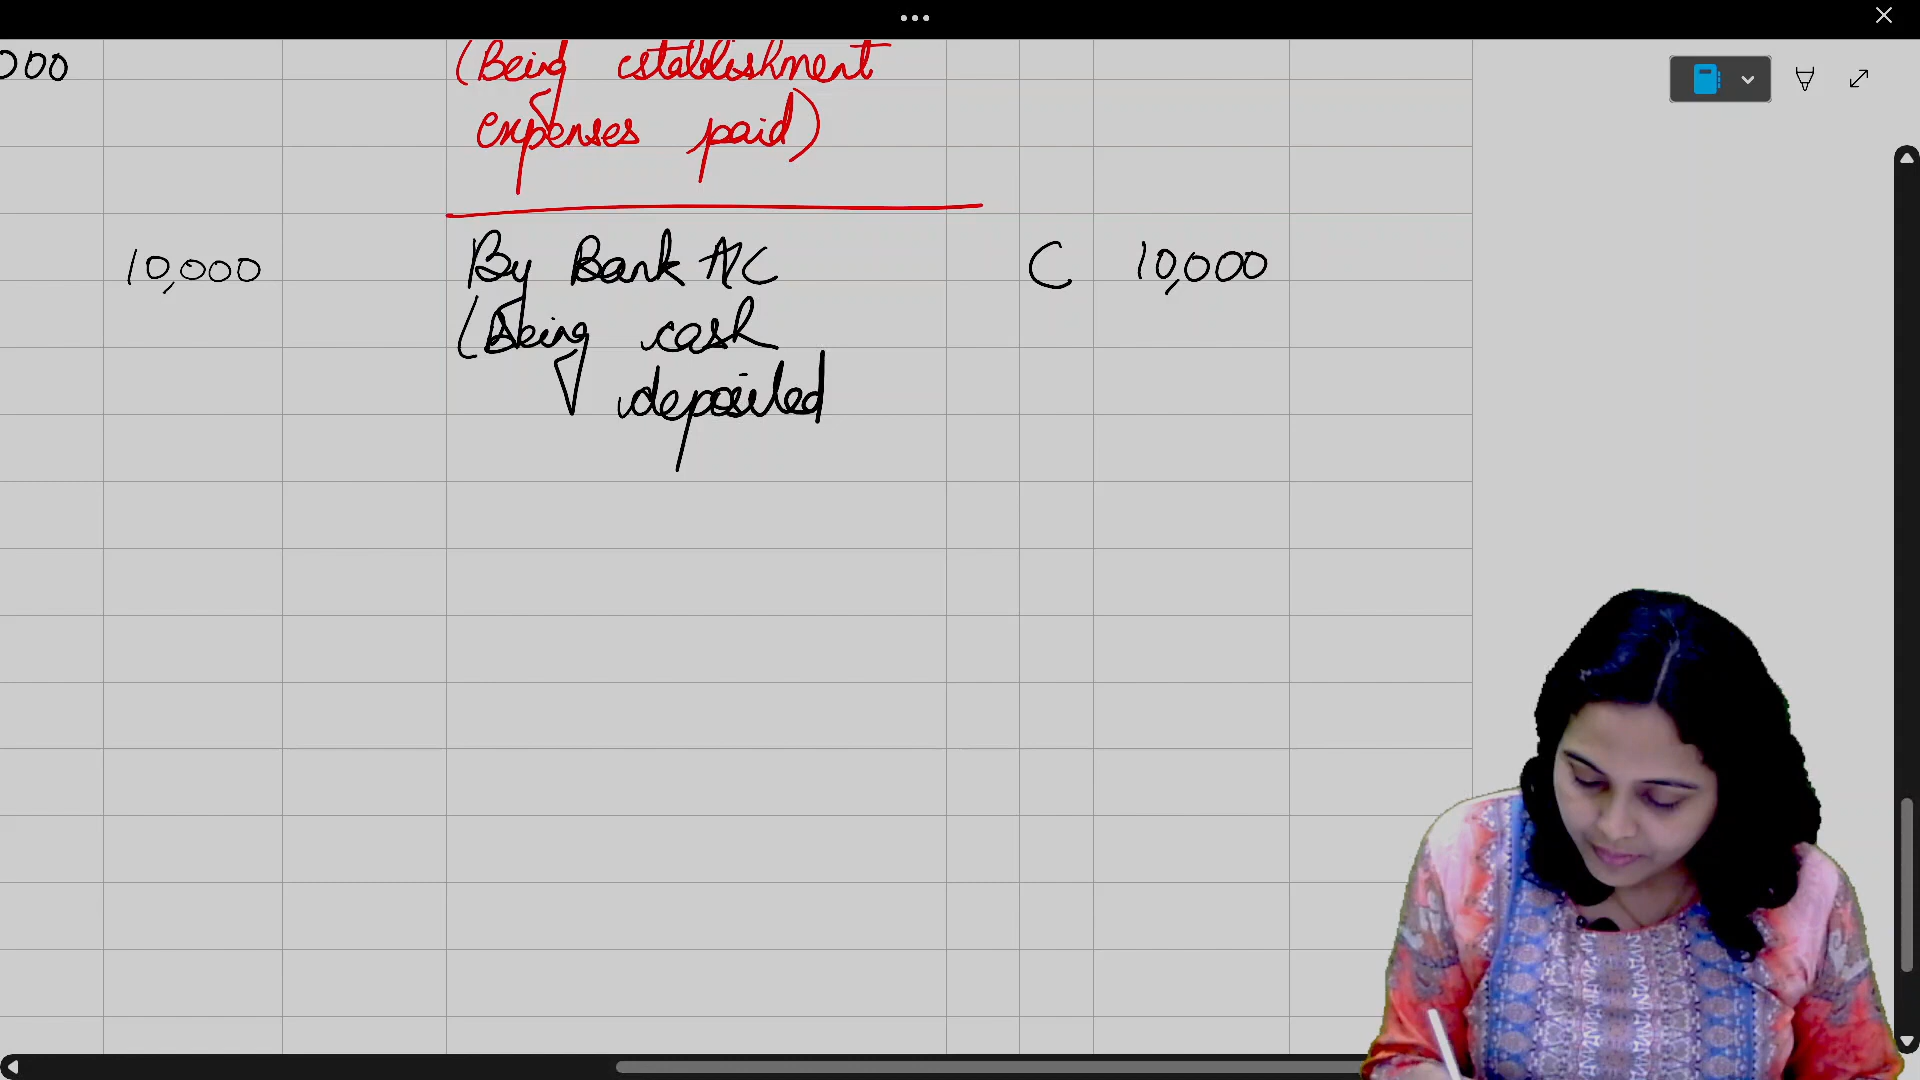 000
(Being establishment
expenses paid)
10,000 By Bank A/C C 10,000
(Being cash
deposited